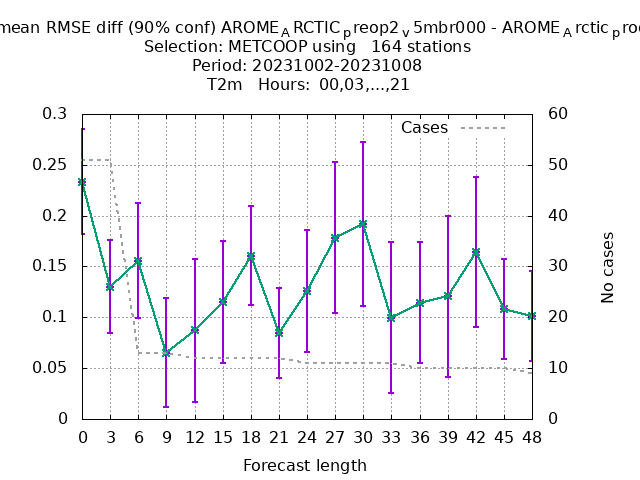 mean RMSE diff (90% conf) AROME_ARCTIC_preop2_v5mbr000 - AROME_Arctic_pro
Selection: METCOOP using 164 stations
Period: 20231002-20231008
T2m Hours: 00,03,...,21
Cases
0.3
0.25
0.2
0.15
0.1
0.05
0
60
50
40
30
20
10
0
No cases
0 3 6 9 12 15 18 21 24 27 30 33 36 39 42 45 48
Forecast length